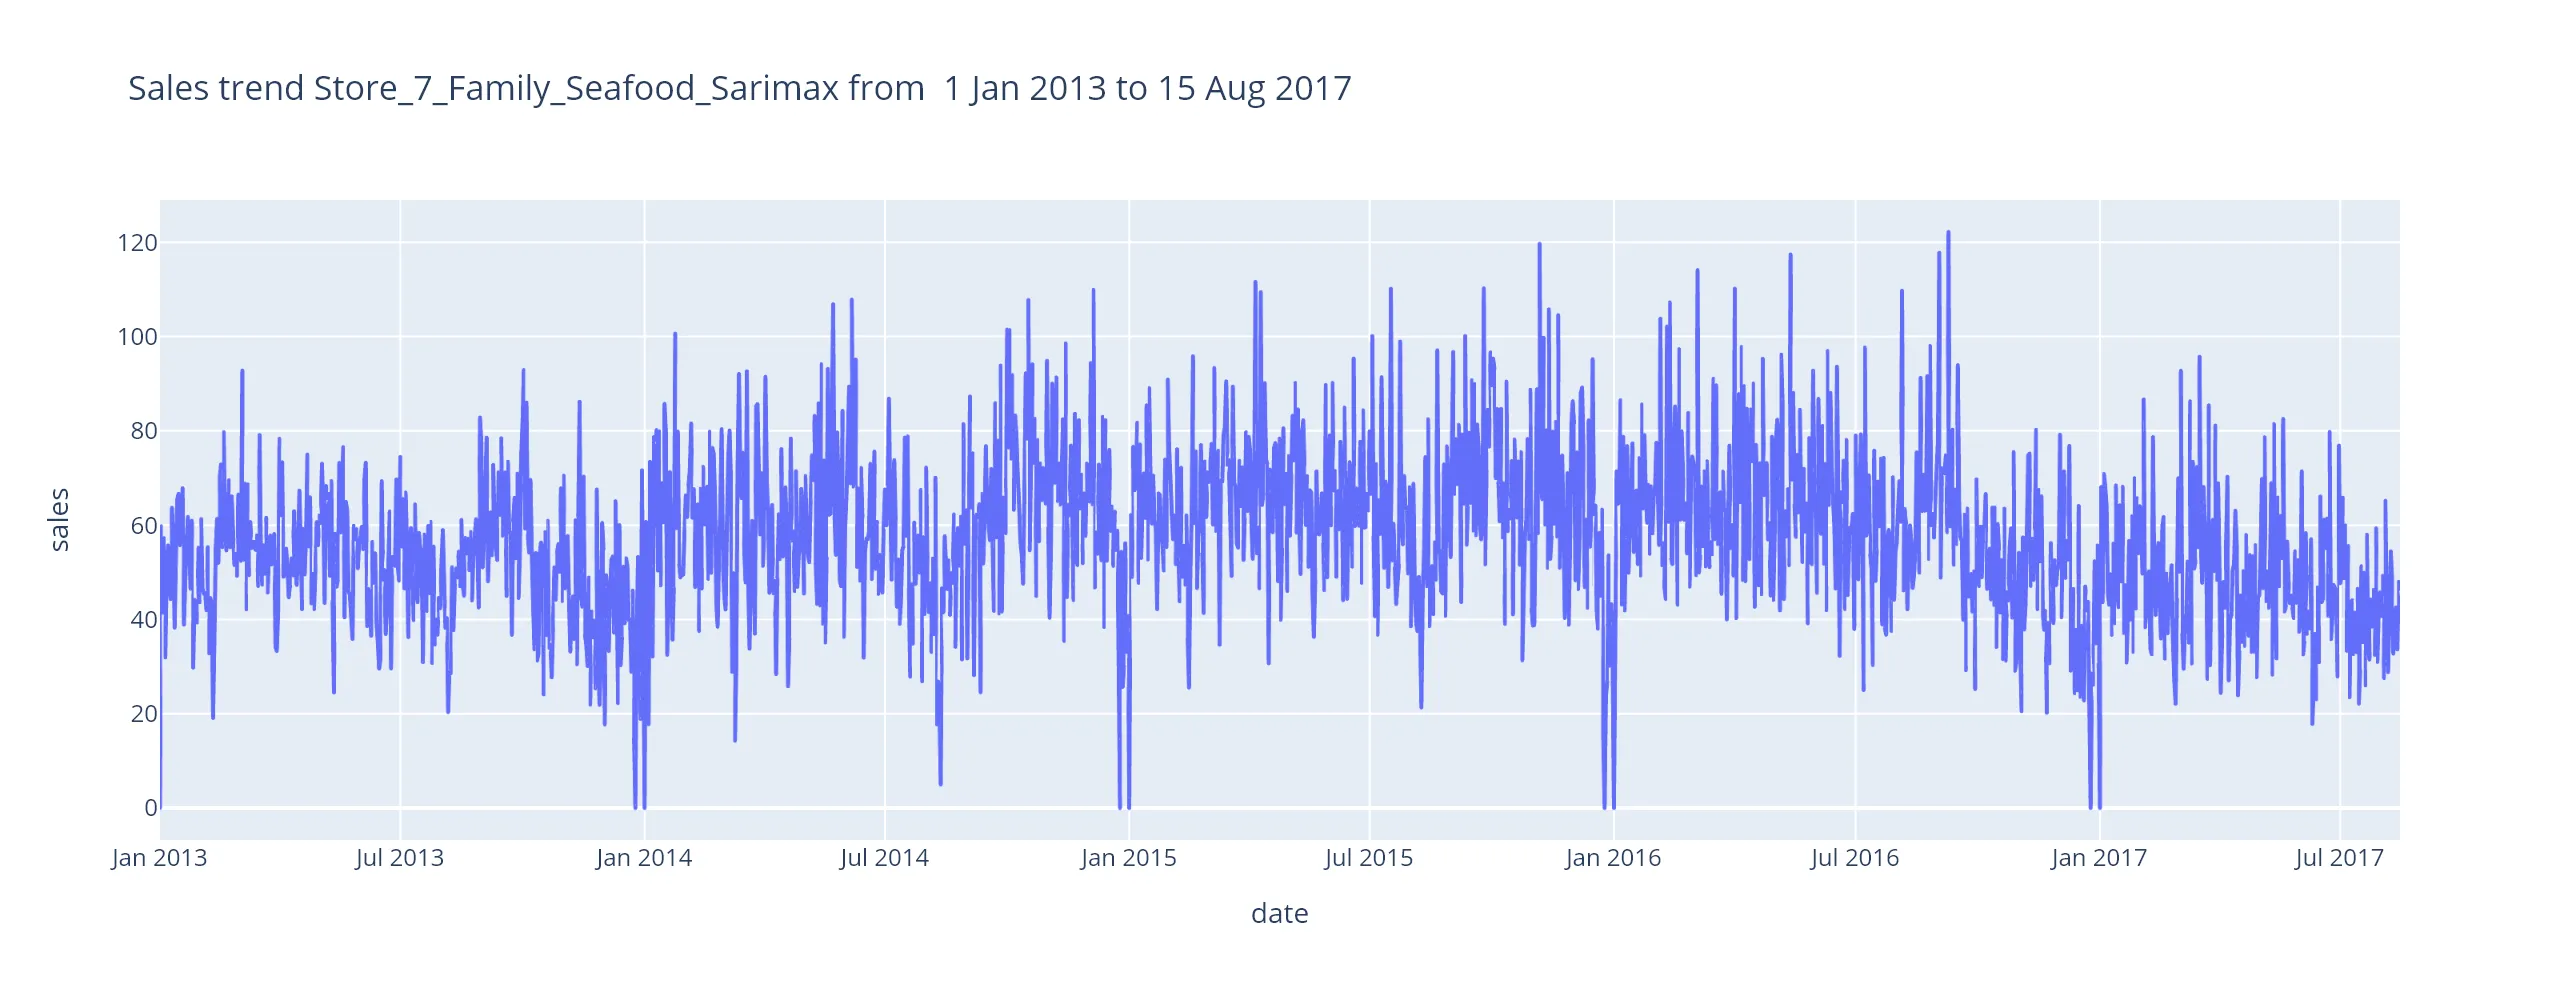 Sales trend Store_7_Family_Seafood_Sarimax from  1 Jan 2013 to 15 Aug 2017
120
100
80
60
40
20
0
sales
Jan 2013 Jul 2013 Jan 2014 Jul 2014 Jan 2015 Jul 2015 Jan 2016 Jul 2016 Jan 2017 Jul 2017
date